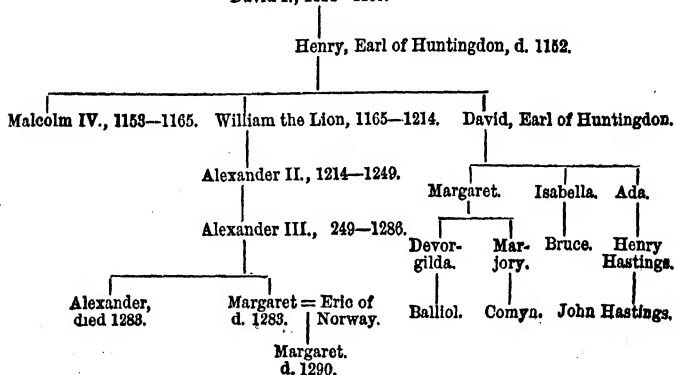 Henry, Earl of Huntingdon, d. 1152.
Malcolm IV., 1153—1165. William the Lion, 1165—1214. David, Earl of Huntingdon.
Alexander II., 1214—1249.
Margaret. Isabella. Ada.
Alexander III., 249—1286.
Devor- Mar- Bruce. Henry
gilda. jory. Hastings.
Alexander, Margaret = Eric of
died 1283. d. 1283. Norway.
Balliol. Comyn. John Hastings.
Margaret.
d. 1290.